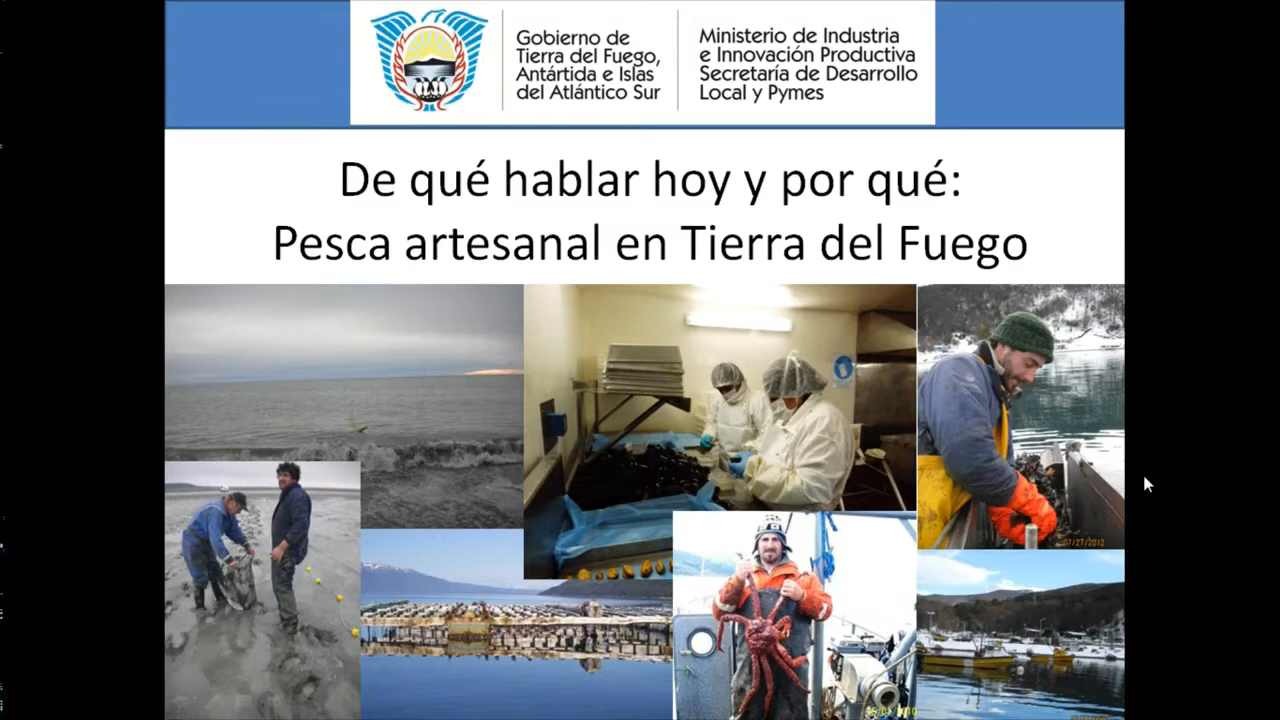 Gobierno de
Tierra del Fuego,
Antártida e Islas
del Atlántico Sur
Ministerio de Industria
e Innovación Productiva
Secretaría de Desarrollo
Local y Pymes
De qué hablar hoy y por qué:
Pesca artesanal en Tierra del Fuego
07/27/2012